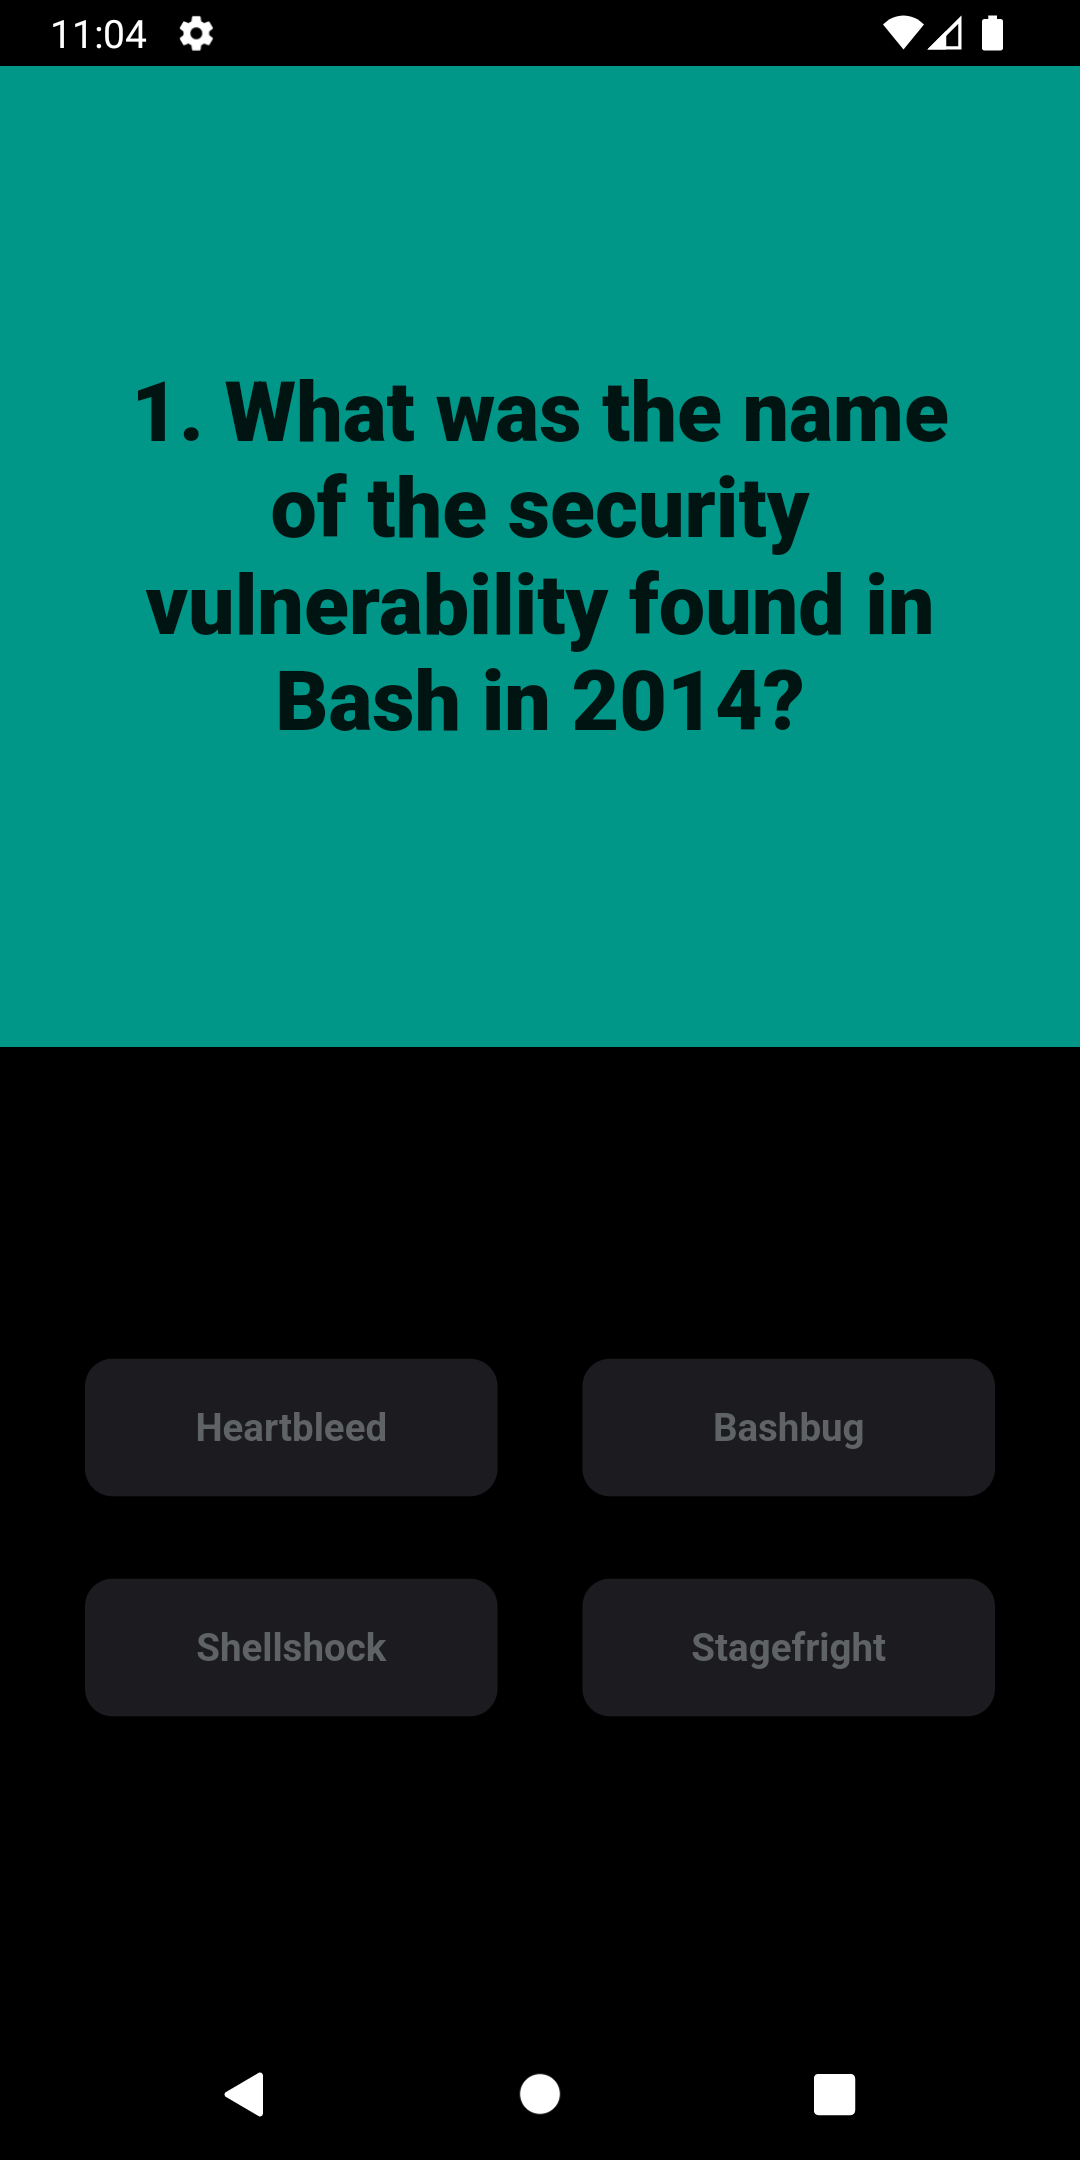 11:04
1. What was the name
of the security
vulnerability found in
Bash in 2014?
Heartbleed
Bashbug
Shellshock
Stagefright